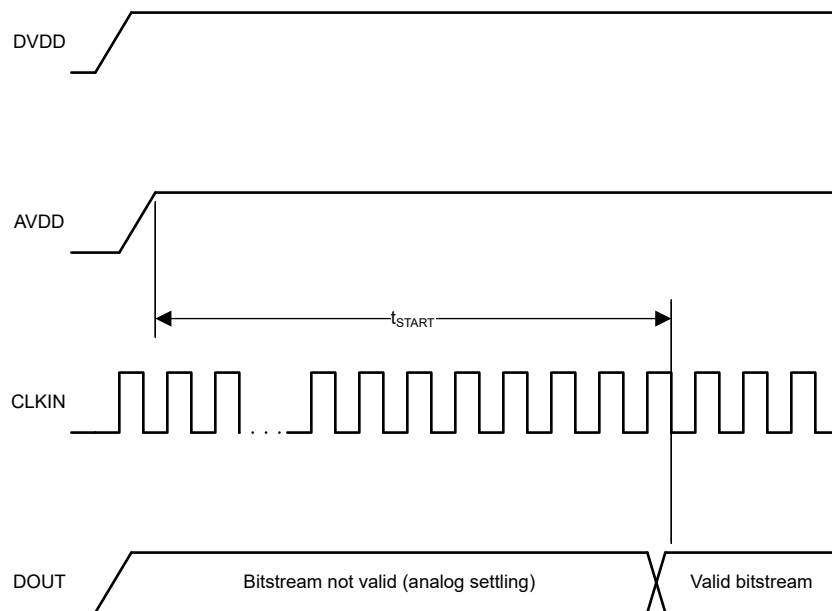 DVDD
AVDD
tSTART
CLKIN
. . .
DOUT
Bitstream not valid (analog settling)
Valid bitstream